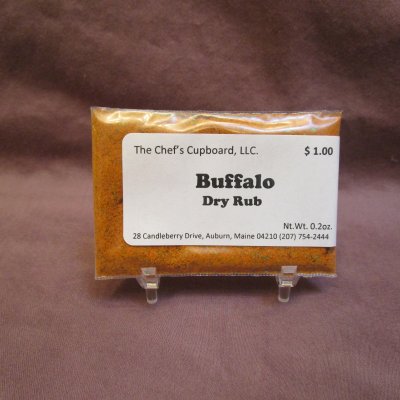 The Chef's Cupboard, LLC. $ 1.00
Buffalo
Dry Rub
Nt.Wt. 0.2oz.
28 Candleberry Drive, Auburn, Maine 04210 (207) 754-2444